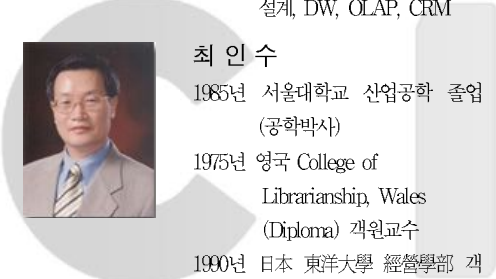 설계, DW, OLAP, CRM
최 인 수
1985년 서울대학교 산업공학 졸업
(공학박사)
1975년 영국 College of
Librarianship, Wales
(Diploma) 객원교수
1990년 日本 東洋大學 經營學部 객